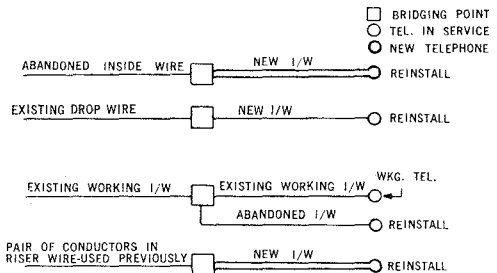 BRIDGING POINT
TEL. IN SERVICE
NEW TELEPHONE
ABANDONED INSIDE WIRE
NEW I/W
REINSTALL
EXISTING DROP WIRE
NEW I/W
REINSTALL
WKG. TEL.
EXISTING WORKING I/W
EXISTING WORKING I/W
ABANDONED I/W
REINSTALL
PAIR OF CONDUCTORS IN
RISER WIRE-USED PREVIOUSLY
NEW I/W
REINSTALL